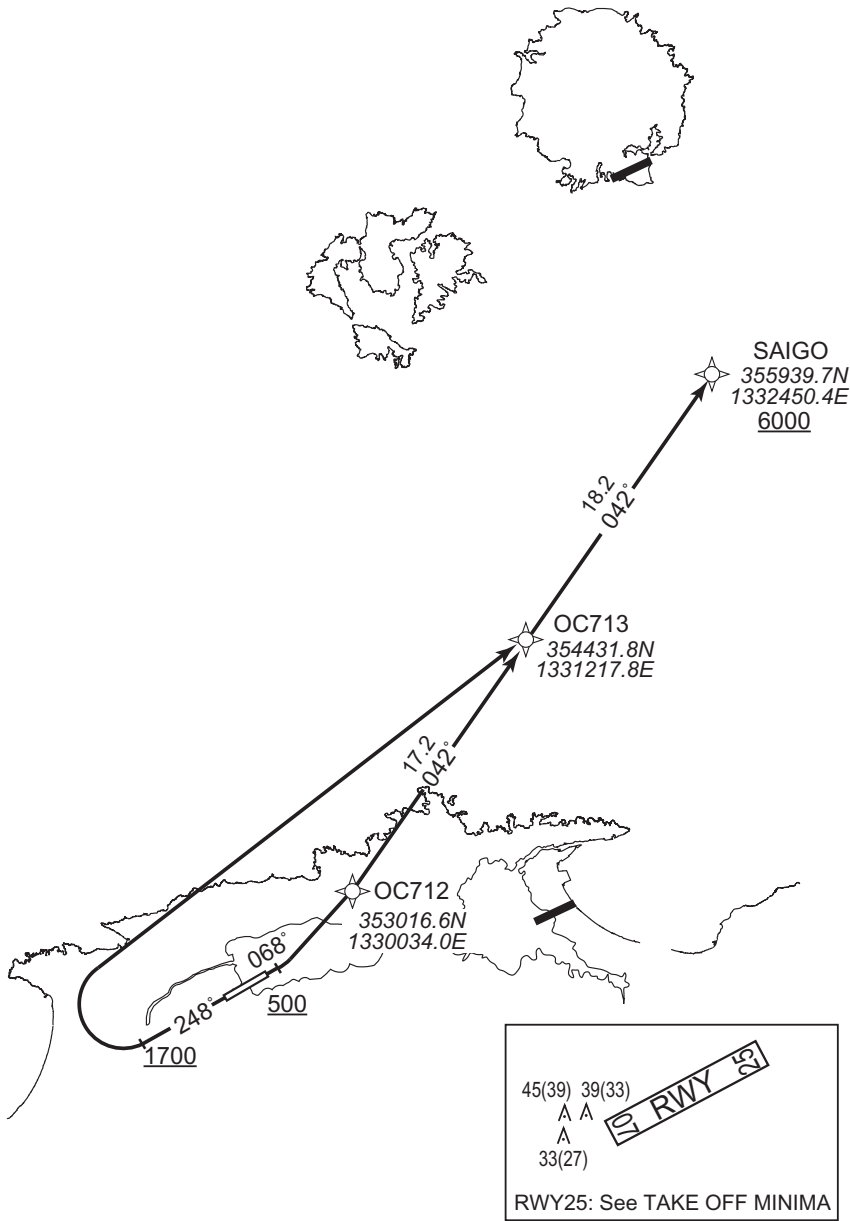 SAIGO
355939.7N
1332450.4E
6000
18.2
042°
OC713
354431.8N
1331217.8E
17.2
042°
OC712
353016.6N
1330034.0E
068°
500
248°
1700
45(39) 39(33)
33(27)
07 RWY 25
RWY25: See TAKE OFF MINIMA